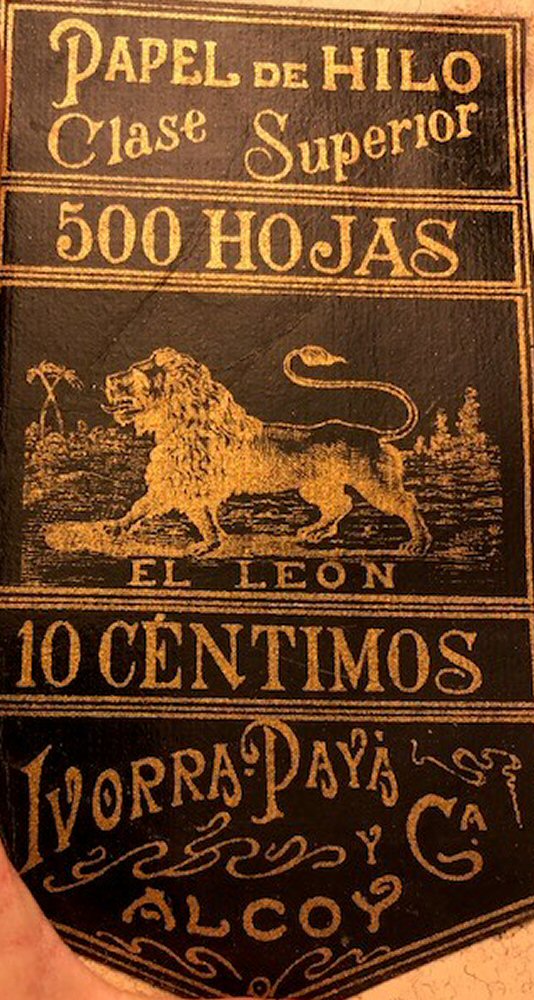 PAPEL DE HILO
Clase Superior
500 HOJAS
EL LEON
10 CÉNTIMOS
IVORRA-PAYÁ
Y CA.
ALCOY